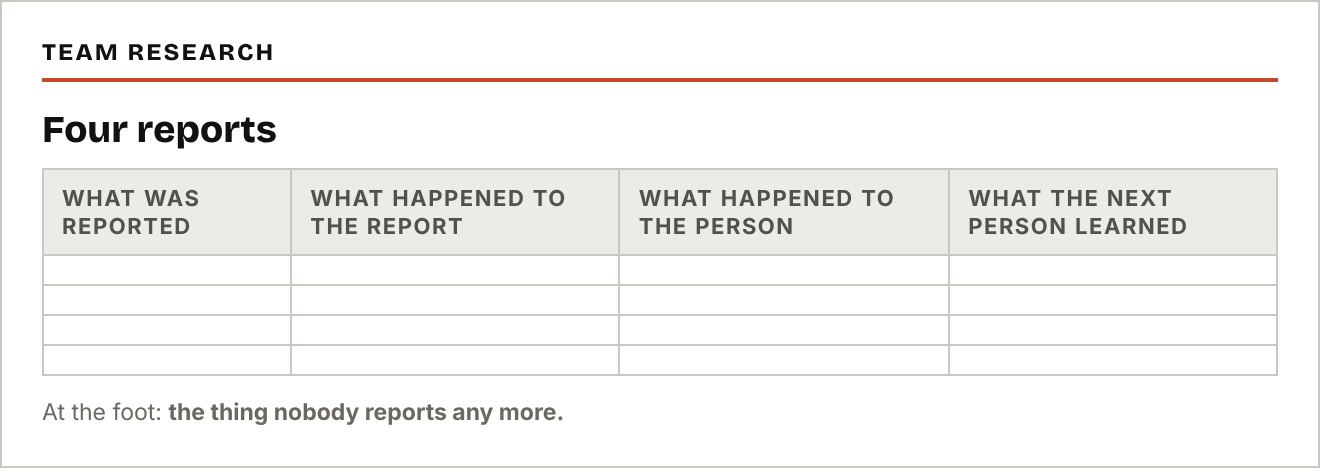 TEAM RESEARCH
Four reports
WHAT WAS
REPORTED
WHAT HAPPENED TO
THE REPORT
WHAT HAPPENED TO
THE PERSON
WHAT THE NEXT
PERSON LEARNED
At the foot: the thing nobody reports any more.